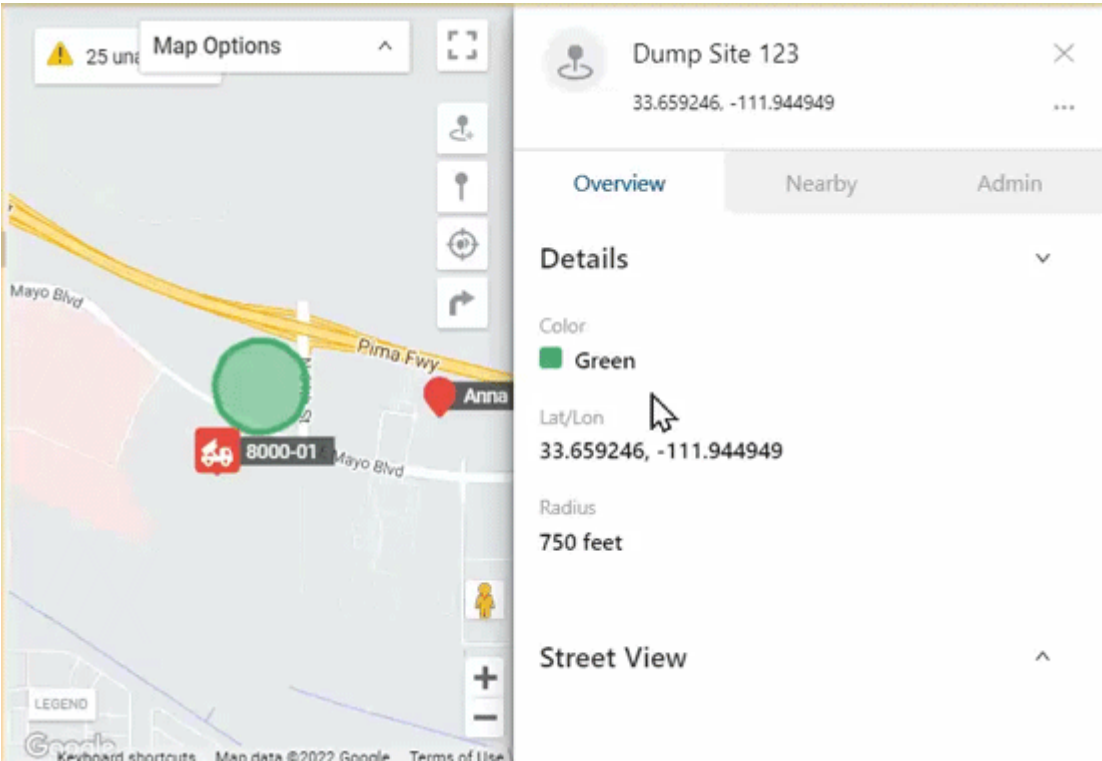 25 una
Map Options
Mayo Blvd
Pima Fwy
Anna
8000-01
Mayo Blvd
LEGEND
Google
Keyboard shortcuts
Map data ©2022 Google
Terms of Use
Dump Site 123
33.659246, -111.944949
...
Overview
Nearby
Admin
Details
Color
Green
Lat/Lon
33.659246, -111.944949
Radius
750 feet
Street View